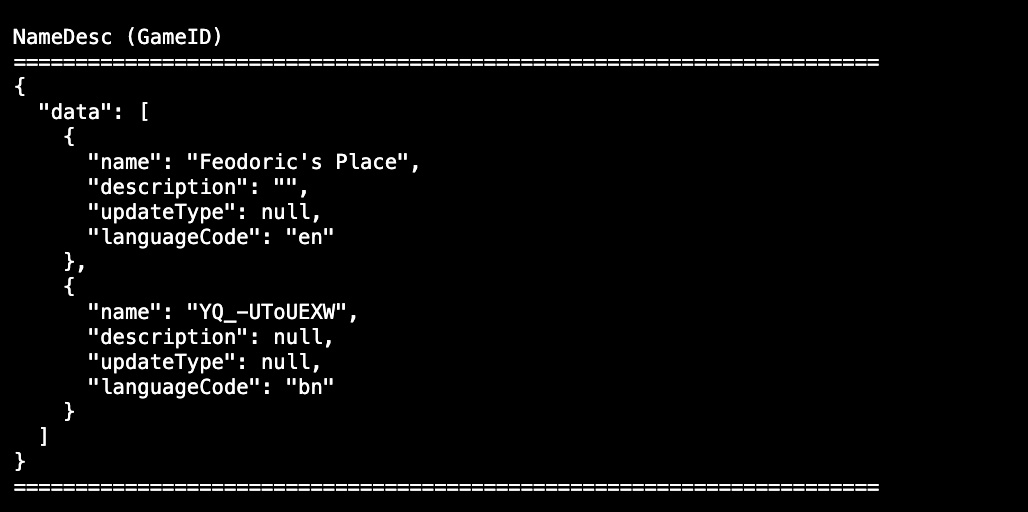 NameDesc (GameID)
======================================================================
{
  "data": [
    {
      "name": "Feodoric's Place",
      "description": "",
      "updateType": null,
      "languageCode": "en"
    },
    {
      "name": "YQ_-UToUEXW",
      "description": null,
      "updateType": null,
      "languageCode": "bn"
    }
  ]
}
======================================================================